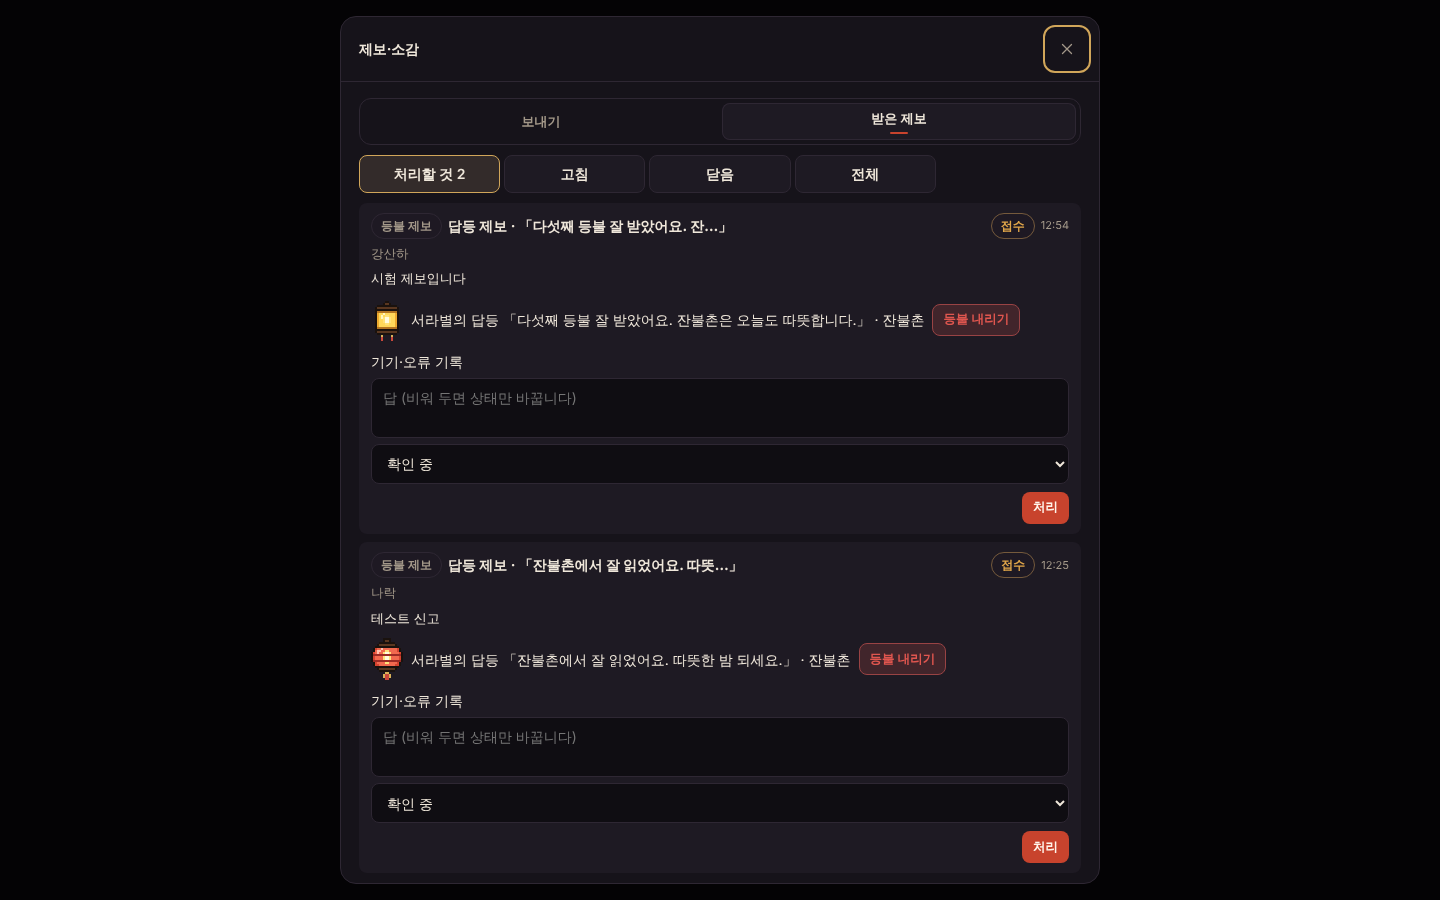 제보·소감
보내기
받은 제보
처리할 것 2
고침
닫음
전체
등불 제보 답등 제보 · 「다섯째 등불 잘 받았어요. 잔…」 접수 12:54
강산하
시험 제보입니다
서라별의 답등 「다섯째 등불 잘 받았어요. 잔불촌은 오늘도 따뜻합니다.」 · 잔불촌 등불 내리기
기기·오류 기록
답 (비워 두면 상태만 바꿉니다)
확인 중
처리
등불 제보 답등 제보 · 「잔불촌에서 잘 읽었어요. 따뜻…」 접수 12:25
나락
테스트 신고
서라별의 답등 「잔불촌에서 잘 읽었어요. 따뜻한 밤 되세요.」 · 잔불촌 등불 내리기
기기·오류 기록
답 (비워 두면 상태만 바꿉니다)
확인 중
처리